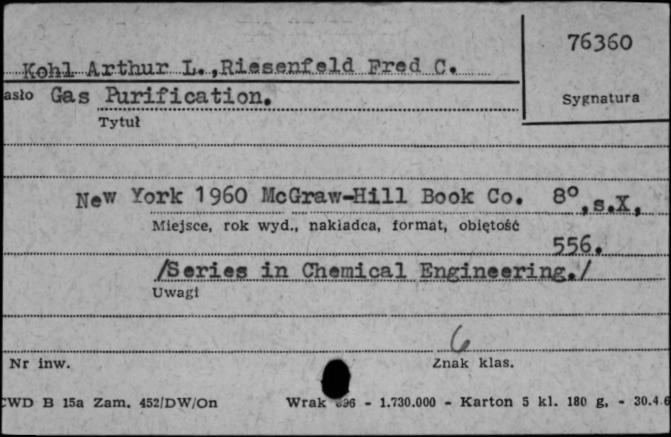 76360
Kohl Arthur L.,Riesenfeld Fred C.
asło Gas Purification.
Sygnatura
Tytuł
New York 1960 McGraw-Hill Book Co. 8°,s.X,
Miejsce, rok wyd., nakładca, format, objętość
556.
/Series in Chemical Engineering./
Uwagi
6
Nr inw. Znak klas.
CWD B 15a Zam. 452/DW/On Wrak 396 - 1.730.000 - Karton 5 kl. 180 g. - 30.4.6